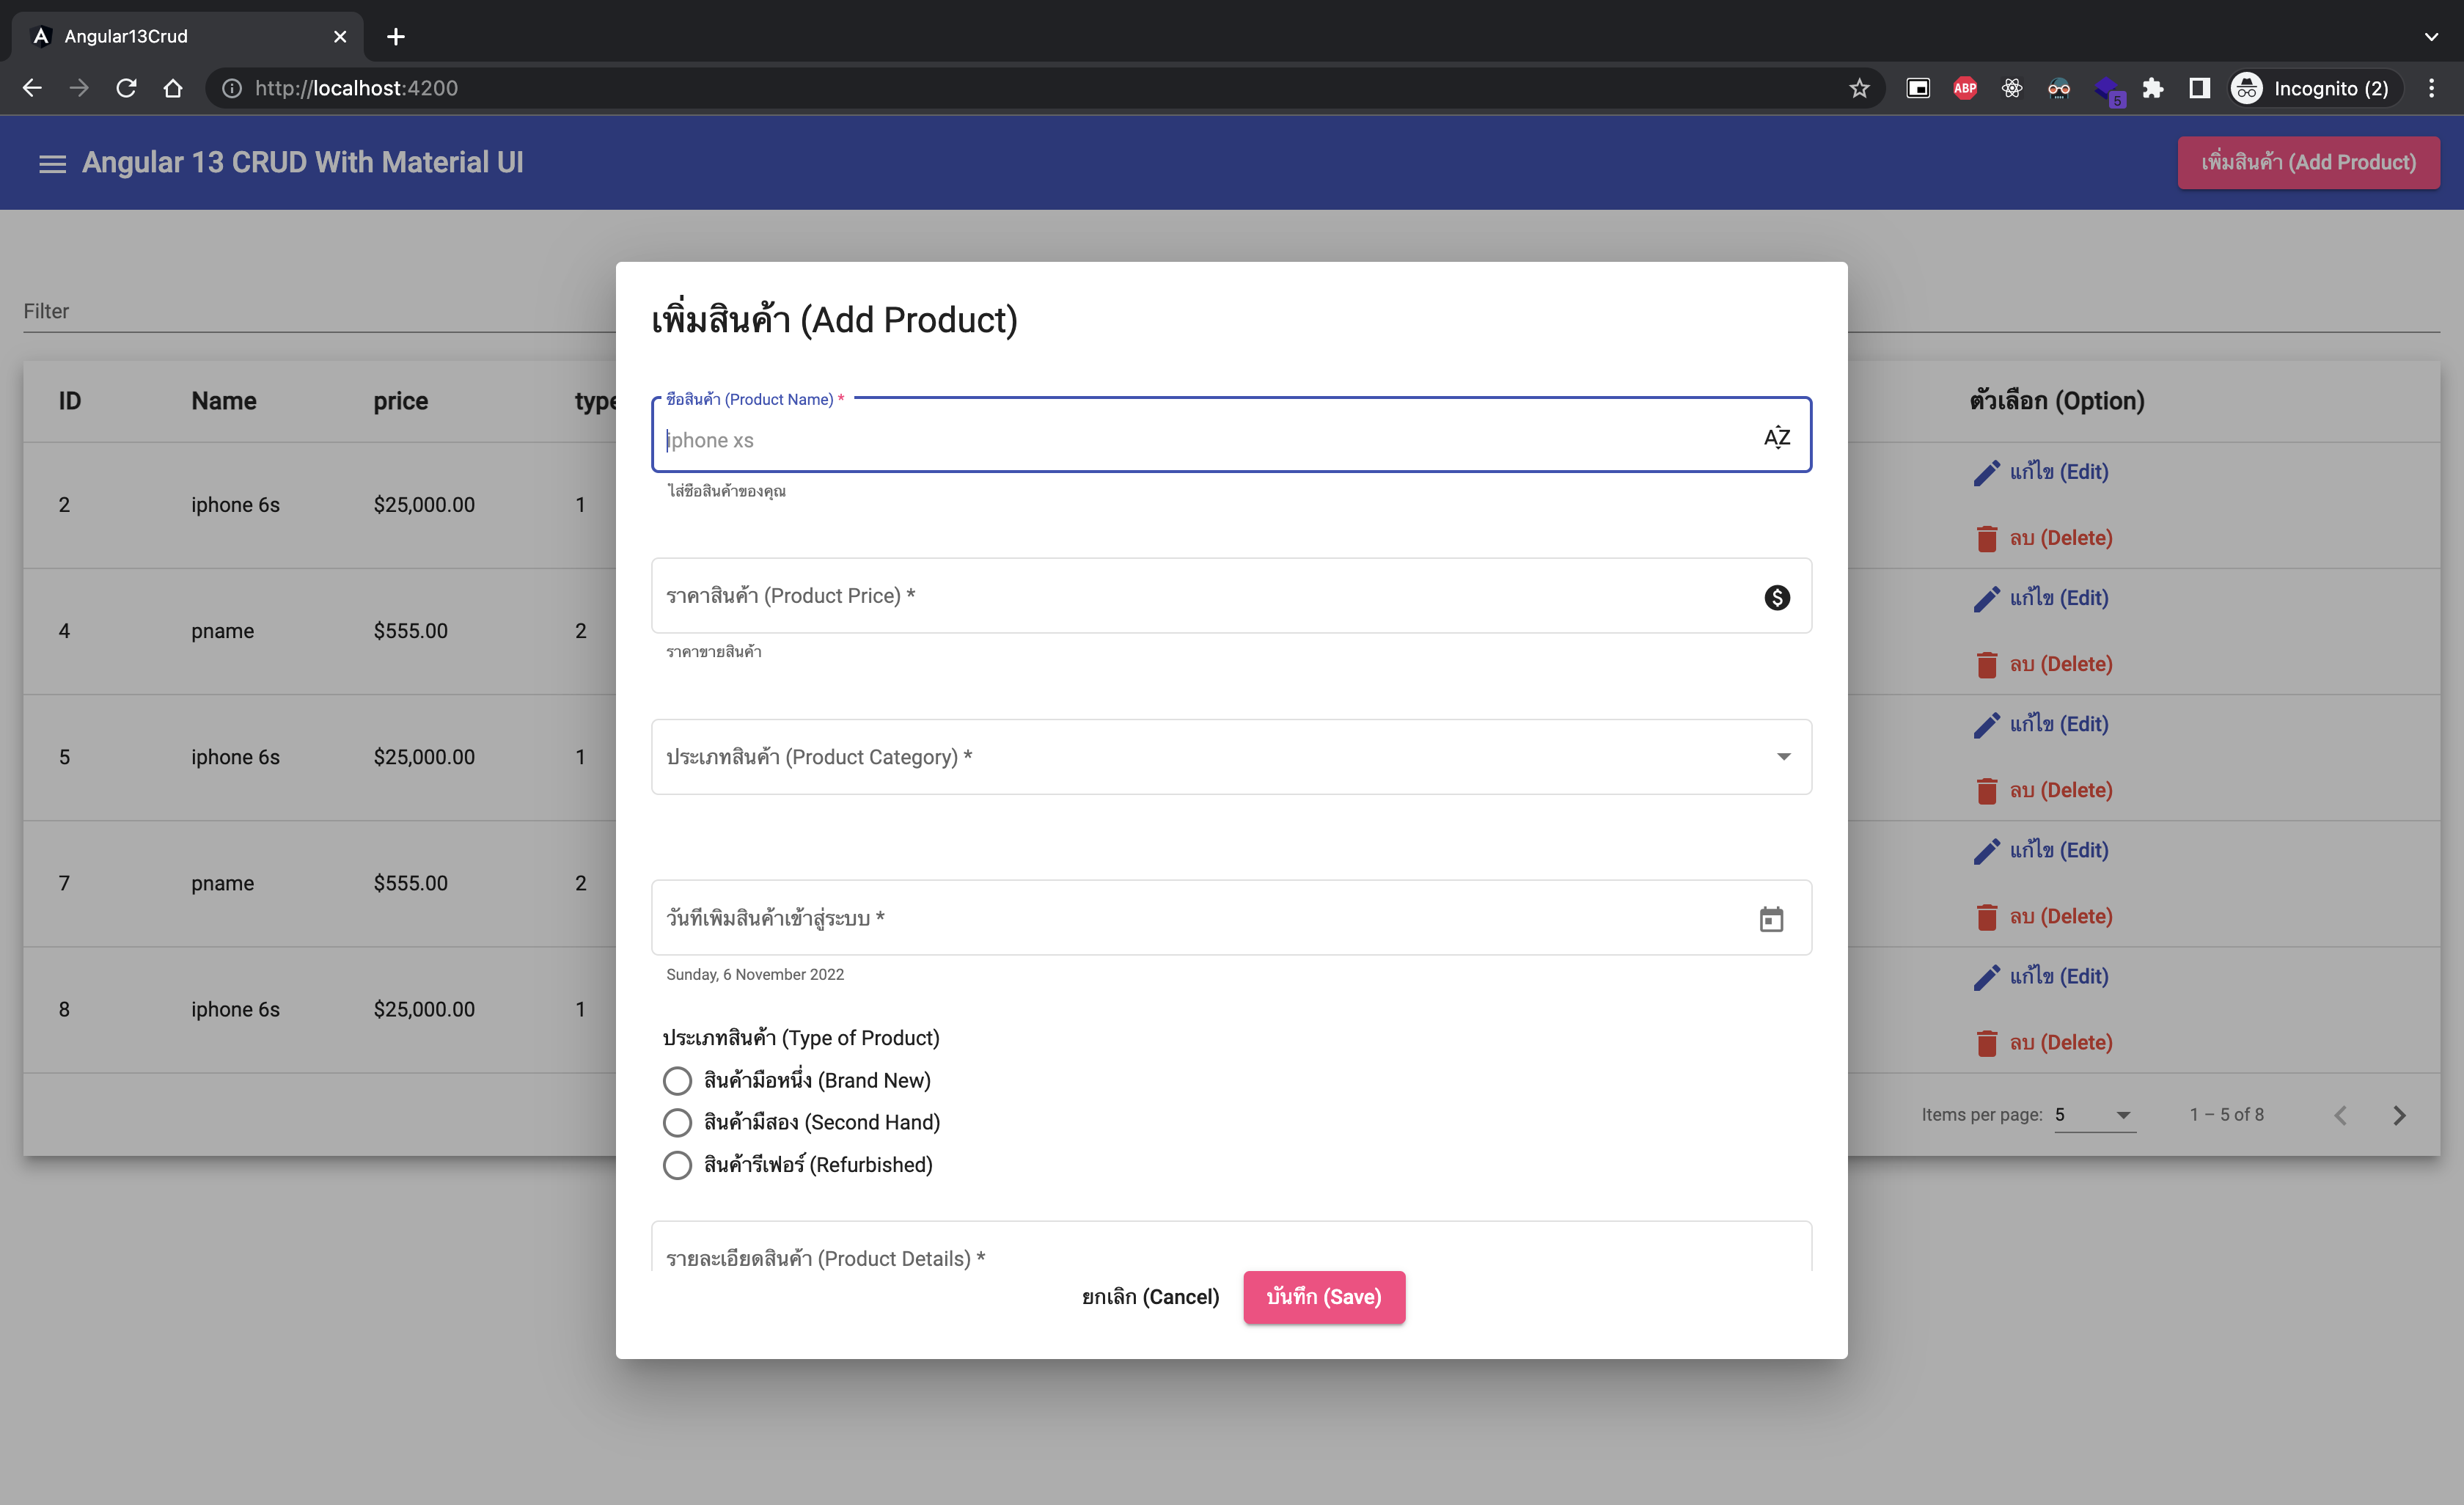 Angular13Crud
http://localhost:4200
ABP
5
Incognito (2)
Angular 13 CRUD With Material UI
เพิ่มสินค้า (Add Product)
Filter
ID Name price type
ตัวเลือก (Option)
2 iphone 6s $25,000.00 1
แก้ไข (Edit)
ลบ (Delete)
4 pname $555.00 2
แก้ไข (Edit)
ลบ (Delete)
5 iphone 6s $25,000.00 1
แก้ไข (Edit)
ลบ (Delete)
7 pname $555.00 2
แก้ไข (Edit)
ลบ (Delete)
8 iphone 6s $25,000.00 1
แก้ไข (Edit)
ลบ (Delete)
Items per page: 5 1 – 5 of 8
เพิ่มสินค้า (Add Product)
ชื่อสินค้า (Product Name) *
iphone xs
AZ
ใส่ชื่อสินค้าของคุณ
ราคาสินค้า (Product Price) *
$
ราคาขายสินค้า
ประเภทสินค้า (Product Category) *
วันที่เพิ่มสินค้าเข้าสู่ระบบ *
Sunday, 6 November 2022
ประเภทสินค้า (Type of Product)
สินค้ามือหนึ่ง (Brand New)
สินค้ามืสอง (Second Hand)
สินค้ารีเฟอร์ (Refurbished)
รายละเอียดสินค้า (Product Details) *
ยกเลิก (Cancel)
บันทึก (Save)